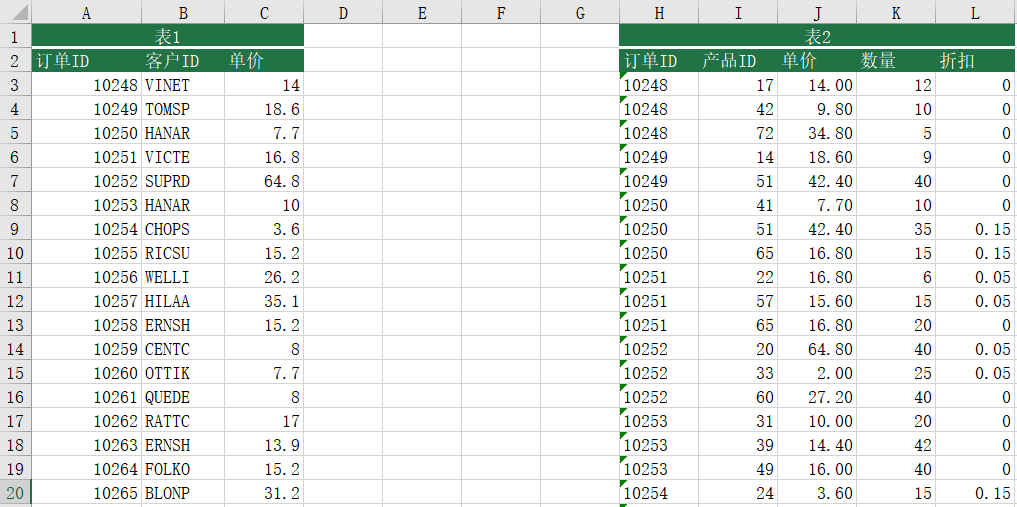 A B C D E F G H I J K L
1 表1 表2
2 订单ID 客户ID 单价 订单ID 产品ID 单价 数量 折扣
3 10248 VINET 14 10248 17 14.00 12 0
4 10249 TOMSP 18.6 10248 42 9.80 10 0
5 10250 HANAR 7.7 10248 72 34.80 5 0
6 10251 VICTE 16.8 10249 14 18.60 9 0
7 10252 SUPRD 64.8 10249 51 42.40 40 0
8 10253 HANAR 10 10250 41 7.70 10 0
9 10254 CHOPS 3.6 10250 51 42.40 35 0.15
10 10255 RICSU 15.2 10250 65 16.80 15 0.15
11 10256 WELLI 26.2 10251 22 16.80 6 0.05
12 10257 HILAA 35.1 10251 57 15.60 15 0.05
13 10258 ERNSH 15.2 10251 65 16.80 20 0
14 10259 CENTC 8 10252 20 64.80 40 0.05
15 10260 OTTIK 7.7 10252 33 2.00 25 0.05
16 10261 QUEDE 8 10252 60 27.20 40 0
17 10262 RATTC 17 10253 31 10.00 20 0
18 10263 ERNSH 13.9 10253 39 14.40 42 0
19 10264 FOLKO 15.2 10253 49 16.00 40 0
20 10265 BLONP 31.2 10254 24 3.60 15 0.15